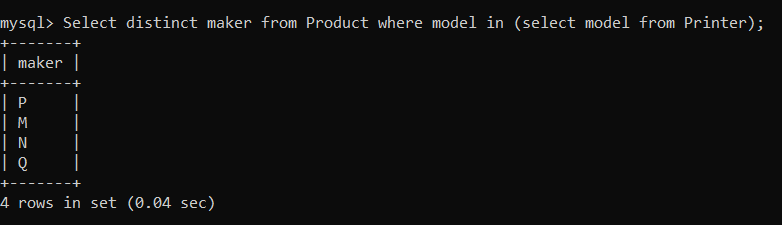 mysql> Select distinct maker from Product where model in (select model from Printer);
+-------+
| maker |
+-------+
| P     |
| M     |
| N     |
| Q     |
+-------+
4 rows in set (0.04 sec)